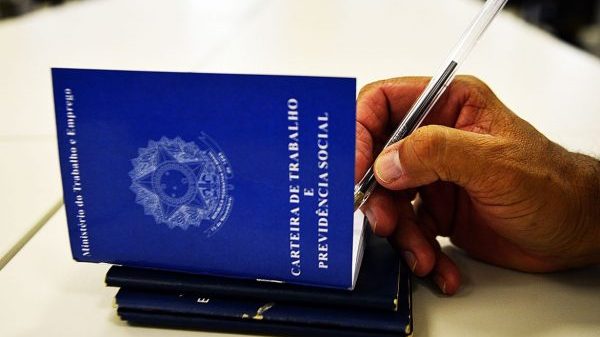 Ministério do Trabalho e Emprego
CARTEIRA DE TRABALHO
E
PREVIDÊNCIA SOCIAL